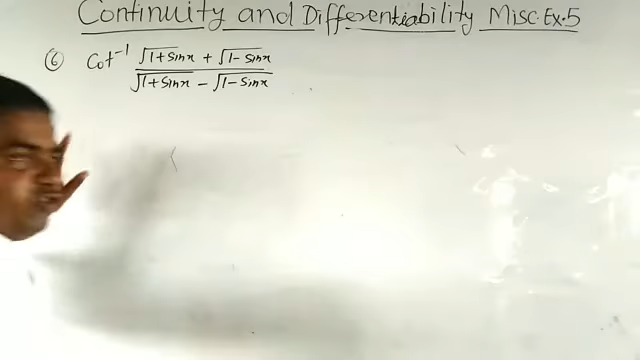 Continuity and Differentiability Misc. Ex. 5
⑥ Cot⁻¹ (√1+Sinx + √1-Sinx) / (√1+Sinx - √1-Sinx)